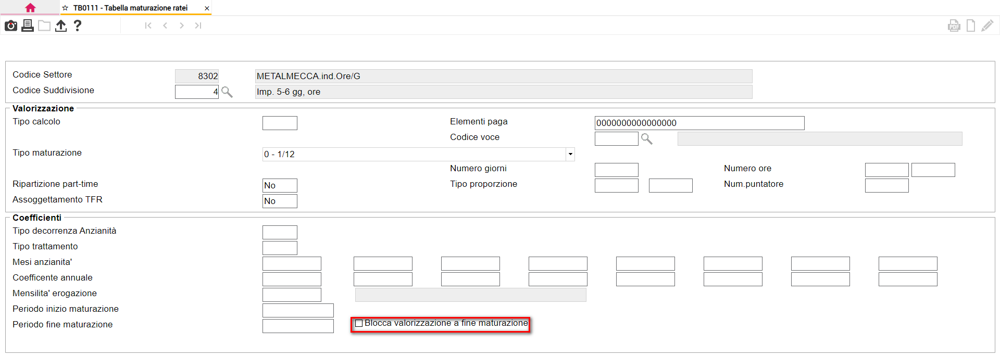 TB0111 - Tabella maturazione ratei
?
PDF
Codice Settore 8302 METALMECCA.ind.Ore/G
Codice Suddivisione 4 Imp. 5-6 gg, ore
Valorizzazione
Tipo calcolo Elementi paga 0000000000000000
Codice voce
Tipo maturazione 0 - 1/12
Numero giorni Numero ore
Ripartizione part-time No Tipo proporzione Num.puntatore
Assoggettamento TFR No
Coefficienti
Tipo decorrenza Anzianità
Tipo trattamento
Mesi anzianita'
Coefficente annuale
Mensilita' erogazione
Periodo inizio maturazione
Periodo fine maturazione Blocca valorizzazione a fine maturazione